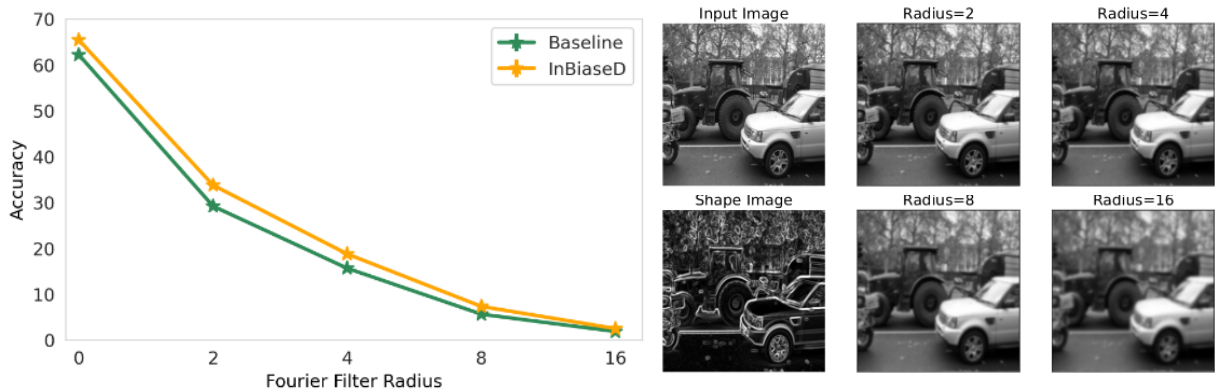 70
60
50
40
30
20
10
0
Accuracy
0 2 4 8 16
Fourier Filter Radius
Baseline
InBiaseD
Input Image
Radius=2
Radius=4
Shape Image
Radius=8
Radius=16